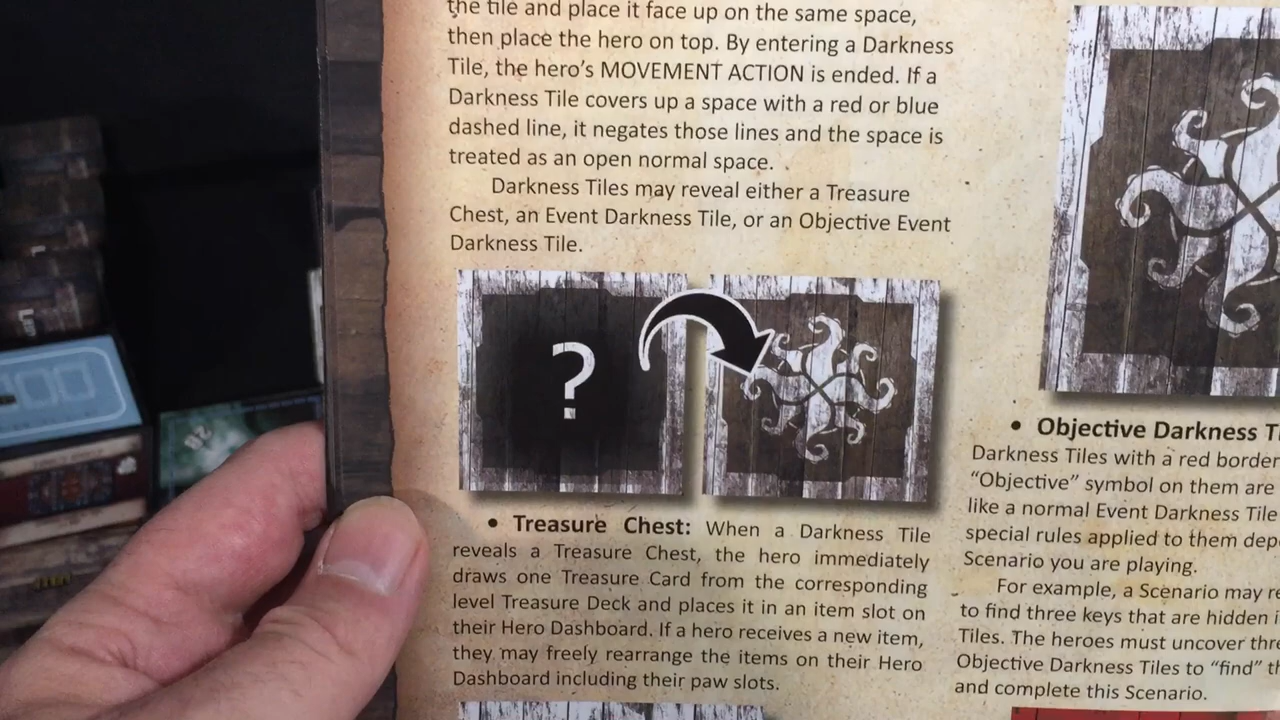 the tile and place it face up on the same space,
then place the hero on top. By entering a Darkness
Tile, the hero's MOVEMENT ACTION is ended. If a
Darkness Tile covers up a space with a red or blue
dashed line, it negates those lines and the space is
treated as an open normal space.
Darkness Tiles may reveal either a Treasure
Chest, an Event Darkness Tile, or an Objective Event
Darkness Tile.
?
• Treasure Chest: When a Darkness Tile
reveals a Treasure Chest, the hero immediately
draws one Treasure Card from the corresponding
level Treasure Deck and places it in an item slot on
their Hero Dashboard. If a hero receives a new item,
they may freely rearrange the items on their Hero
Dashboard including their paw slots.
• Objective Darkness
Darkness Tiles with a red border
"Objective" symbol on them are
like a normal Event Darkness Tile
special rules applied to them
Scenario you are playing.
For example, a Scenario may
to find three keys that are hidden
Tiles. The heroes must uncover
Objective Darkness Tiles to "find"
and complete this Scenario.